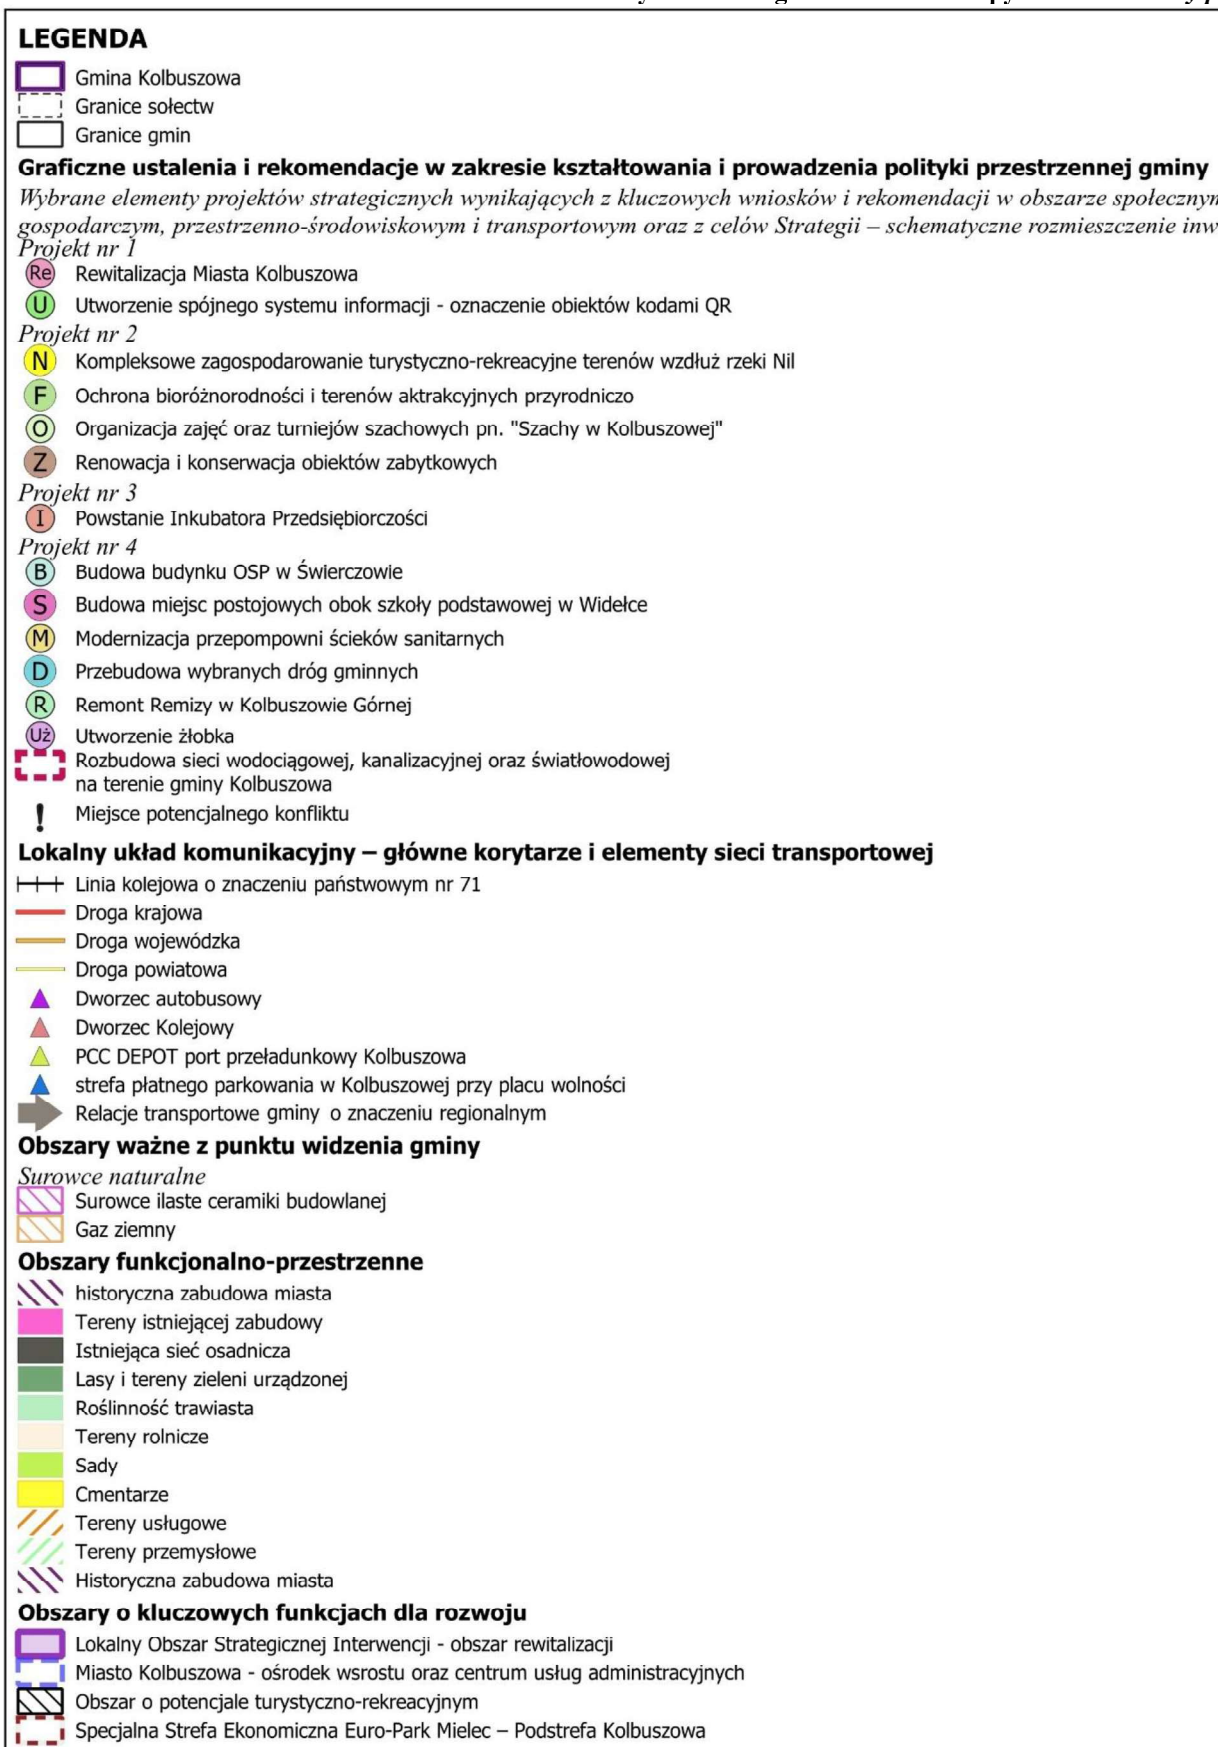 LEGENDA
Gmina Kolbuszowa
Granice sołectw
Granice gmin
Graficzne ustalenia i rekomendacje w zakresie kształtowania i prowadzenia polityki przestrzennej gminy
Wybrane elementy projektów strategicznych wynikających z kluczowych wniosków i rekomendacji w obszarze społecznym
gospodarczym, przestrzenno-środowiskowym i transportowym oraz z celów Strategii – schematyczne rozmieszczenie inw
Projekt nr 1
Re Rewitalizacja Miasta Kolbuszowa
U Utworzenie spójnego systemu informacji - oznaczenie obiektów kodami QR
Projekt nr 2
N Kompleksowe zagospodarowanie turystyczno-rekreacyjne terenów wzdłuż rzeki Nil
F Ochrona bioróżnorodności i terenów aktrakcyjnych przyrodniczo
O Organizacja zajęć oraz turniejów szachowych pn. "Szachy w Kolbuszowej"
Z Renowacja i konserwacja obiektów zabytkowych
Projekt nr 3
I Powstanie Inkubatora Przedsiębiorczości
Projekt nr 4
B Budowa budynku OSP w Świerczowie
S Budowa miejsc postojowych obok szkoły podstawowej w Widełce
M Modernizacja przepompowni ścieków sanitarnych
D Przebudowa wybranych dróg gminnych
R Remont Remizy w Kolbuszowie Górnej
Uż Utworzenie żłobka
Rozbudowa sieci wodociągowej, kanalizacyjnej oraz światłowodowej
na terenie gminy Kolbuszowa
! Miejsce potencjalnego konfliktu
Lokalny układ komunikacyjny – główne korytarze i elementy sieci transportowej
Linia kolejowa o znaczeniu państwowym nr 71
Droga krajowa
Droga wojewódzka
Droga powiatowa
Dworzec autobusowy
Dworzec Kolejowy
PCC DEPOT port przeładunkowy Kolbuszowa
strefa płatnego parkowania w Kolbuszowej przy placu wolności
Relacje transportowe gminy o znaczeniu regionalnym
Obszary ważne z punktu widzenia gminy
Surowce naturalne
Surowce ilaste ceramiki budowlanej
Gaz ziemny
Obszary funkcjonalno-przestrzenne
historyczna zabudowa miasta
Tereny istniejącej zabudowy
Istniejąca sieć osadnicza
Lasy i tereny zieleni urządzonej
Roślinność trawiasta
Tereny rolnicze
Sady
Cmentarze
Tereny usługowe
Tereny przemysłowe
Historyczna zabudowa miasta
Obszary o kluczowych funkcjach dla rozwoju
Lokalny Obszar Strategicznej Interwencji - obszar rewitalizacji
Miasto Kolbuszowa - ośrodek wsrostu oraz centrum usług administracyjnych
Obszar o potencjale turystyczno-rekreacyjnym
Specjalna Strefa Ekonomiczna Euro-Park Mielec – Podstrefa Kolbuszowa